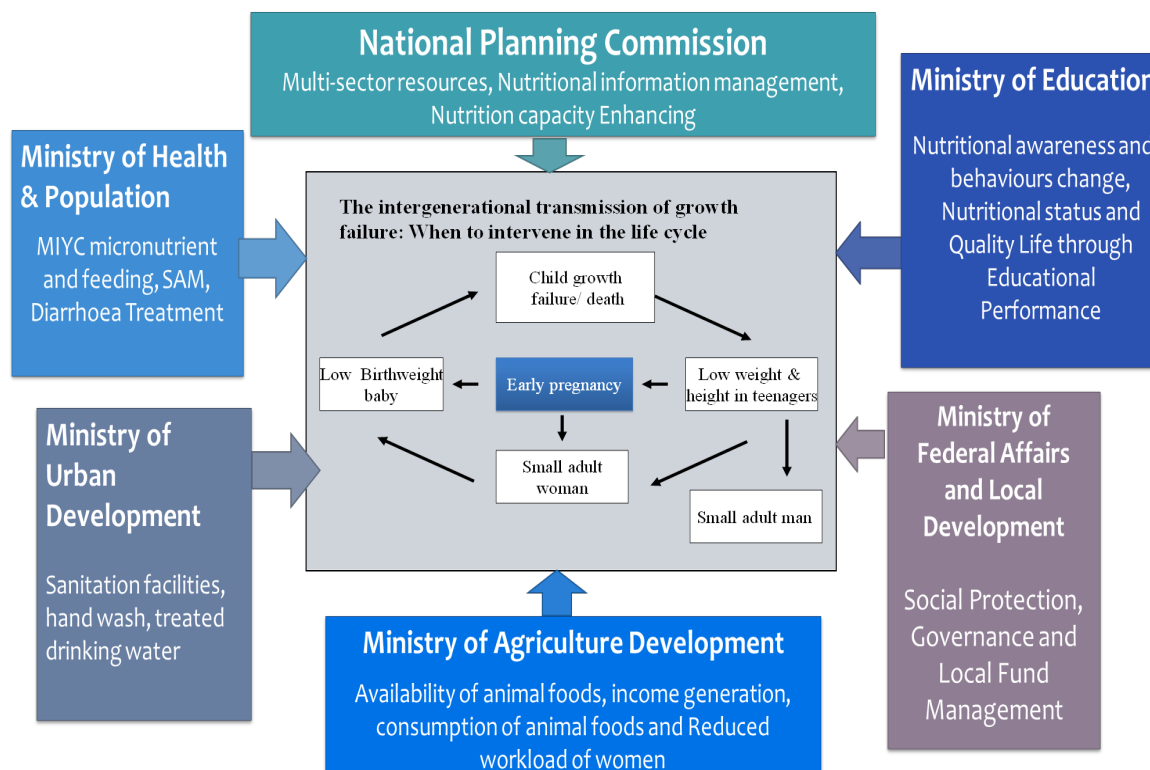 National Planning Commission
Multi-sector resources, Nutritional information management,
Nutrition capacity Enhancing
Ministry of Health
& Population
MIYC micronutrient
and feeding, SAM,
Diarrhoea Treatment
Ministry of Education
Nutritional awareness and
behaviours change,
Nutritional status and
Quality Life through
Educational
Performance
The intergenerational transmission of growth
failure: When to intervene in the life cycle
Child growth
failure/ death
Low Birthweight
baby
Early pregnancy
Low weight &
height in teenagers
Small adult
woman
Small adult man
Ministry of
Urban
Development
Sanitation facilities,
hand wash, treated
drinking water
Ministry of
Federal Affairs
and Local
Development
Social Protection,
Governance and
Local Fund
Management
Ministry of Agriculture Development
Availability of animal foods, income generation,
consumption of animal foods and Reduced
workload of women